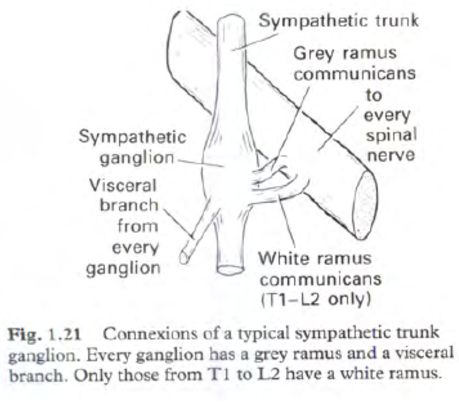 Sympathetic trunk
Grey ramus
communicans
to
every
spinal
nerve
Sympathetic
ganglion
Visceral
branch
from
every
ganglion
White ramus
communicans
(T1–L2 only)
Fig. 1.21 Connexions of a typical sympathetic trunk
ganglion. Every ganglion has a grey ramus and a visceral
branch. Only those from T1 to L2 have a white ramus.